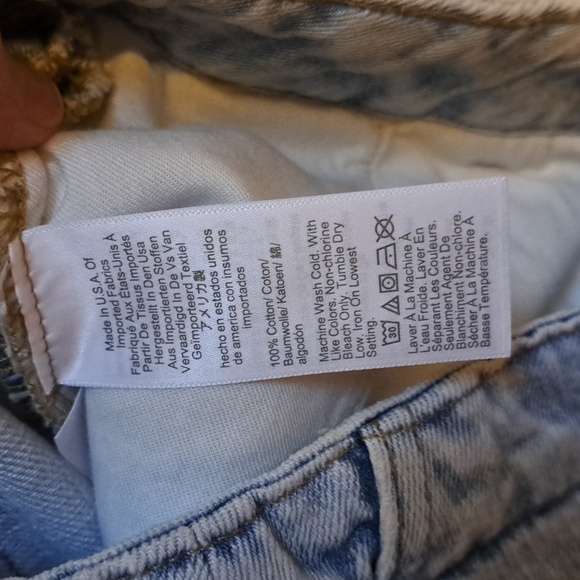 Made In U.S.A. Of
Imported Fabrics
Fabriqué Aux États-Unis À
Partir De Tissus Importés
Hergestellt In Den Usa
Aus Importierten Stoffen
Vervaardigd In De Vs Van
Geïmporteerd Textiel
アメリカ製
hecho en estados unidos
de america con insumos
importados
100% Cotton/ Coton/
Baumwolle/ Katoen/ 綿/
algodón
Machine Wash Cold. With
Like Colors. Non-chlorine
Bleach Only. Tumble Dry
Low. Iron On Lowest
Setting.
30
Laver À La Machine À
L'eau Froide. Laver En
Séparant Les Couleurs.
Seulement Agent De
Blanchiment Non-chlore.
Sécher À La Machine À
Basse Température.